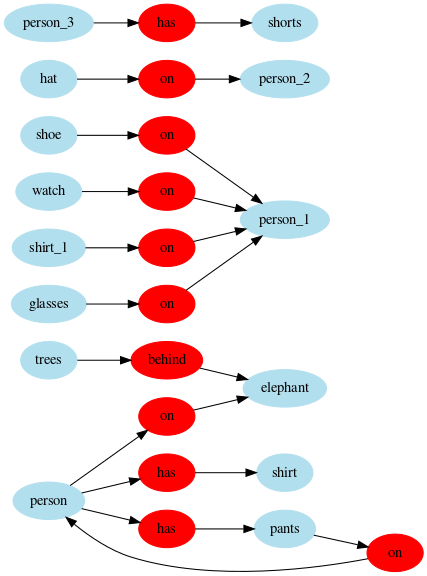 person_3 has shorts
hat on person_2
shoe on
watch on
person_1
shirt_1 on
glasses on
trees behind
elephant
on
has shirt
person
has pants
on